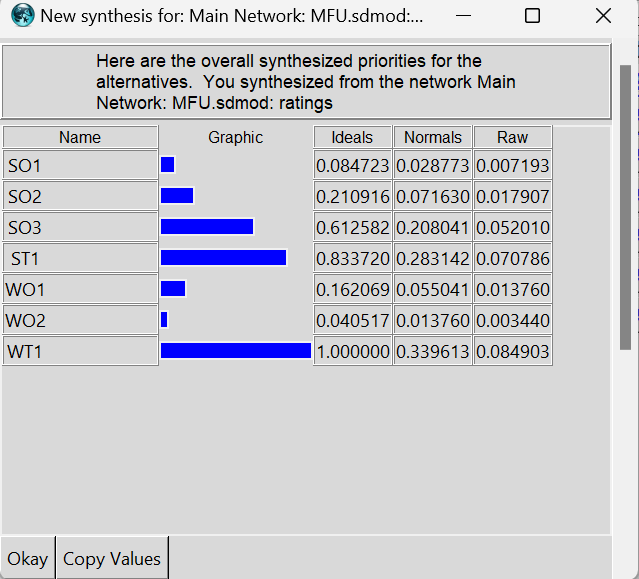 New synthesis for: Main Network: MFU.sdmod:...
Here are the overall synthesized priorities for the
alternatives. You synthesized from the network Main
Network: MFU.sdmod: ratings
Name Graphic Ideals Normals Raw
SO1 0.084723 0.028773 0.007193
SO2 0.210916 0.071630 0.017907
SO3 0.612582 0.208041 0.052010
ST1 0.833720 0.283142 0.070786
WO1 0.162069 0.055041 0.013760
WO2 0.040517 0.013760 0.003440
WT1 1.000000 0.339613 0.084903
Okay Copy Values